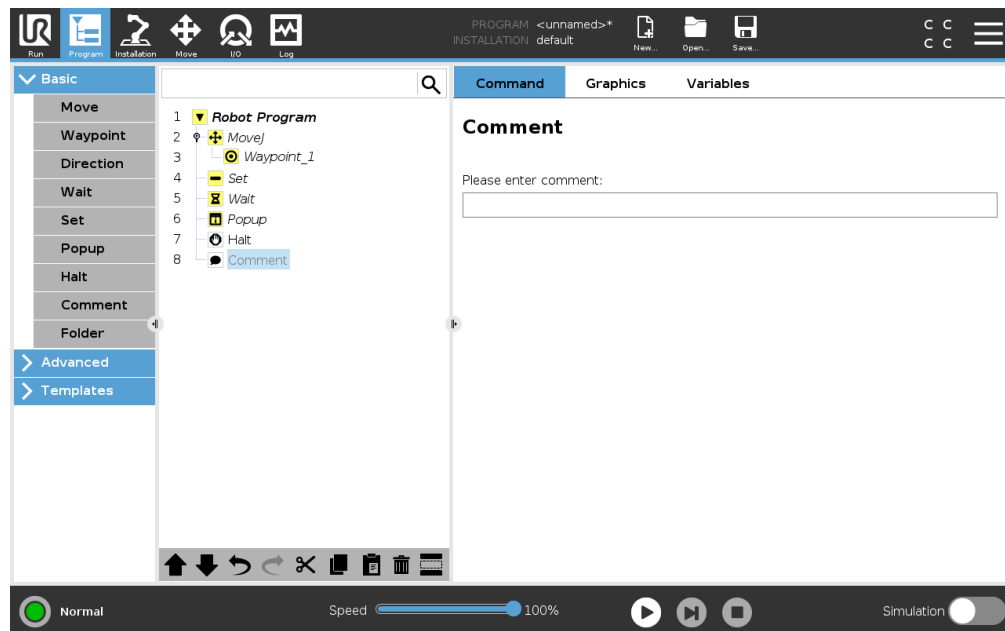 UR
PROGRAM <unnamed>*
INSTALLATION default
C C
C C
Run Program Installation Move I/O Log New... Open... Save...
Basic
Move
Waypoint
Direction
Wait
Set
Popup
Halt
Comment
Folder
Advanced
Templates
1 Robot Program
2 MoveJ
3 Waypoint_1
4 Set
5 Wait
6 Popup
7 Halt
8 Comment
Command Graphics Variables
Comment
Please enter comment:
Normal
Speed 100%
Simulation